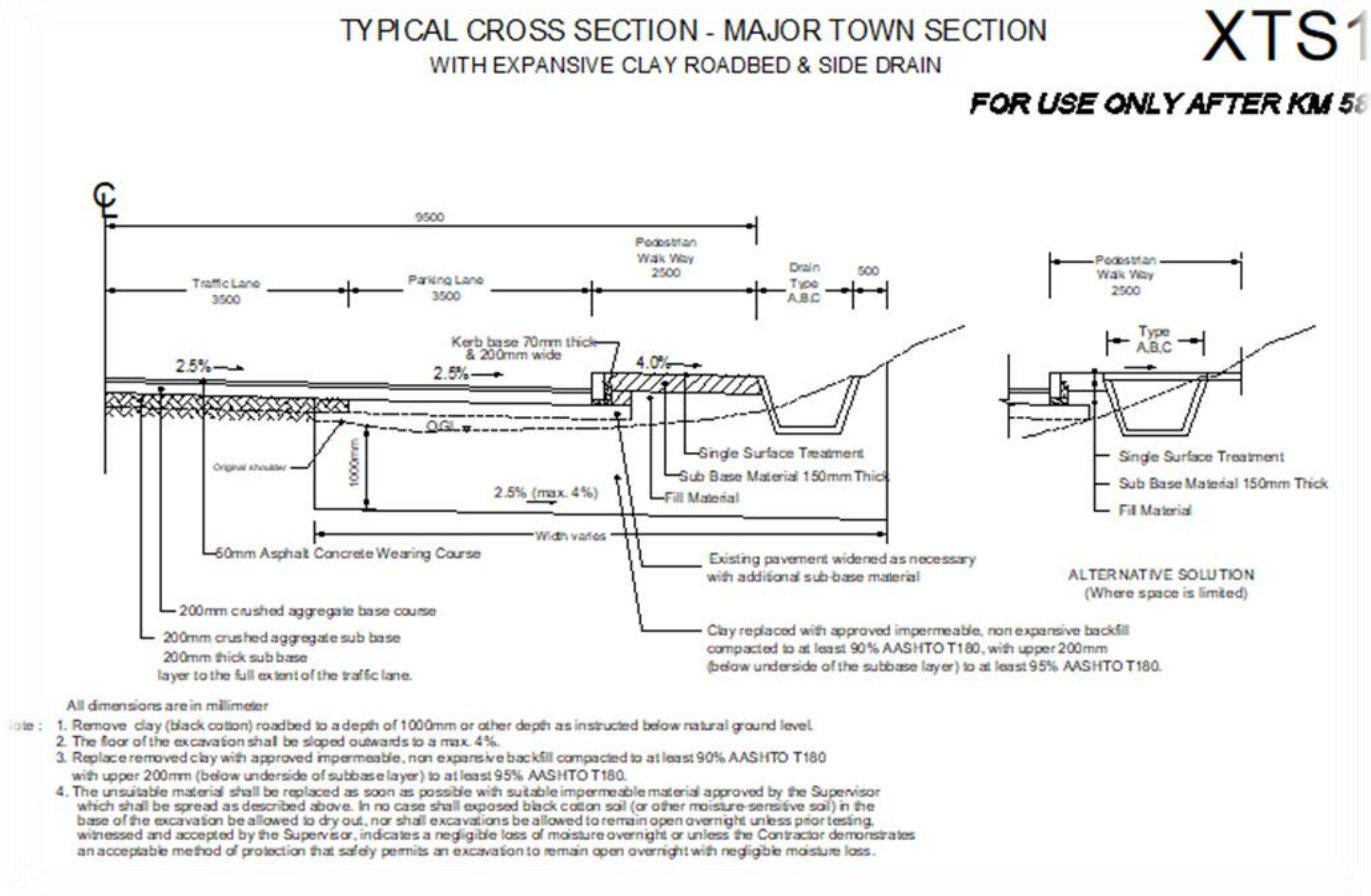 TYPICAL CROSS SECTION - MAJOR TOWN SECTION
XTS1
WITH EXPANSIVE CLAY ROADBED & SIDE DRAIN
FOR USE ONLY AFTER KM 58
CL
9500
Pedestrian
Walk Way
2500
Traffic Lane
3500
Parking Lane
3500
Drain
Type
A,B,C
500
Pedestrian
Walk Way
2500
Kerb base 70mm thick
& 200mm wide
Type
A,B,C
2.5%
2.5%
4.0%
OGL
Original shoulder
1000mm
Single Surface Treatment
Sub Base Material 150mm Thick
Fill Material
2.5% (max. 4%)
Width varies
Single Surface Treatment
Sub Base Material 150mm Thick
Fill Material
50mm Asphalt Concrete Wearing Course
Existing pavement widened as necessary
with additional sub-base material
ALTERNATIVE SOLUTION
(Where space is limited)
200mm crushed aggregate base course
200mm crushed aggregate sub base
200mm thick sub base
layer to the full extent of the traffic lane.
Clay replaced with approved impermeable, non expansive backfill
compacted to at least 90% AASHTO T180, with upper 200mm
(below underside of the subbase layer) to at least 95% AASHTO T180.
All dimensions are in millimeter
ote : 1. Remove clay (black cotton) roadbed to a depth of 1000mm or other depth as instructed below natural ground level.
2. The floor of the excavation shall be sloped outwards to a max. 4%.
3. Replace removed clay with approved impermeable, non expansive backfill compacted to at least 90% AASHTO T180
with upper 200mm (below underside of subbase layer) to at least 95% AASHTO T180.
4. The unsuitable material shall be replaced as soon as possible with suitable impermeable material approved by the Supervisor
which shall be spread as described above. In no case shall exposed black cotton soil (or other moisture-sensitive soil) in the
base of the excavation be allowed to dry out, nor shall excavations be allowed to remain open overnight unless prior testing,
witnessed and accepted by the Supervisor, indicates a negligible loss of moisture overnight or unless the Contractor demonstrates
an acceptable method of protection that safely permits an excavation to remain open overnight with negligible moisture loss.